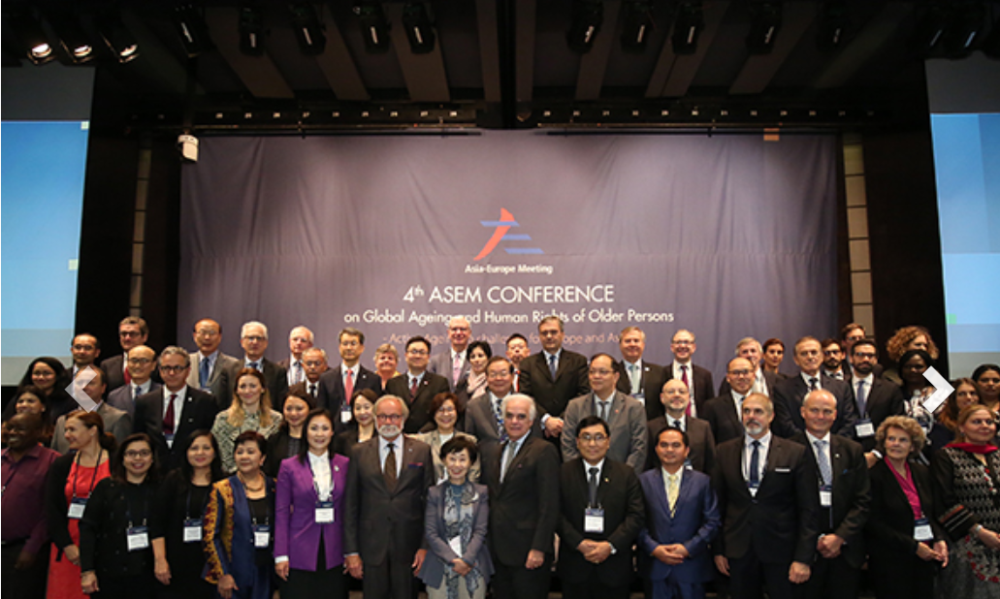 Asia-Europe Meeting
4th ASEM CONFERENCE
on Global Ageing and Human Rights of Older Persons